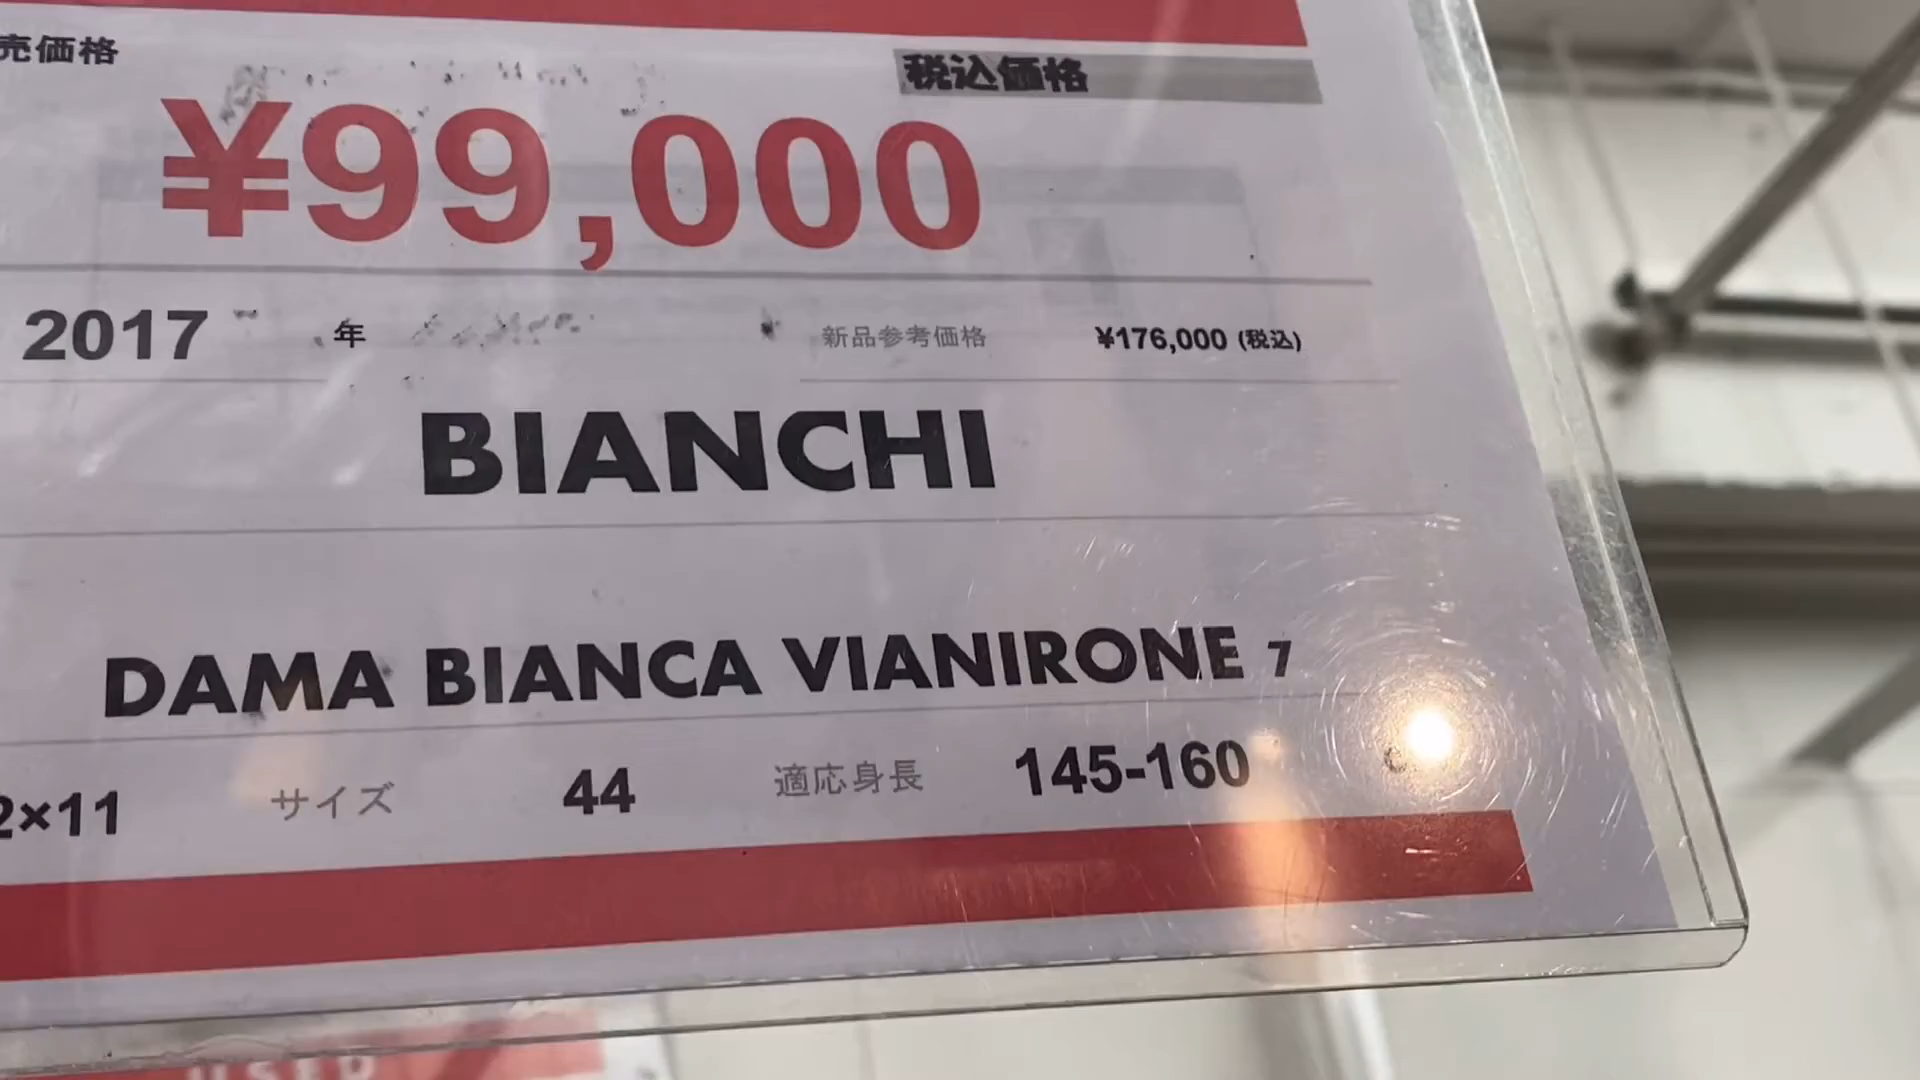 売価格 税込価格
¥99,000
2017 年 新品参考価格 ¥176,000 (税込)
BIANCHI
DAMA BIANCA VIANIRONE 7
2×11 サイズ 44 適応身長 145-160
USED